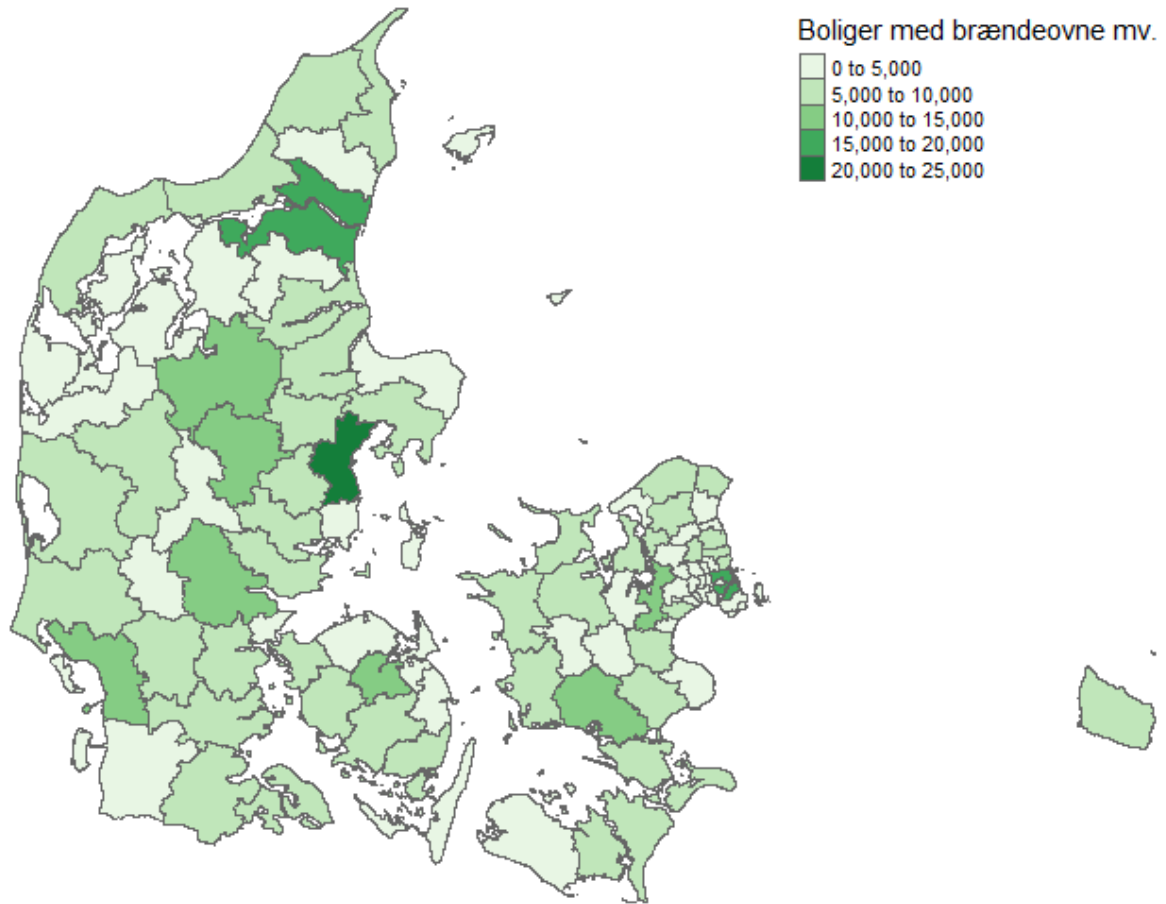 Boliger med brændeovne mv.
0 to 5,000
5,000 to 10,000
10,000 to 15,000
15,000 to 20,000
20,000 to 25,000